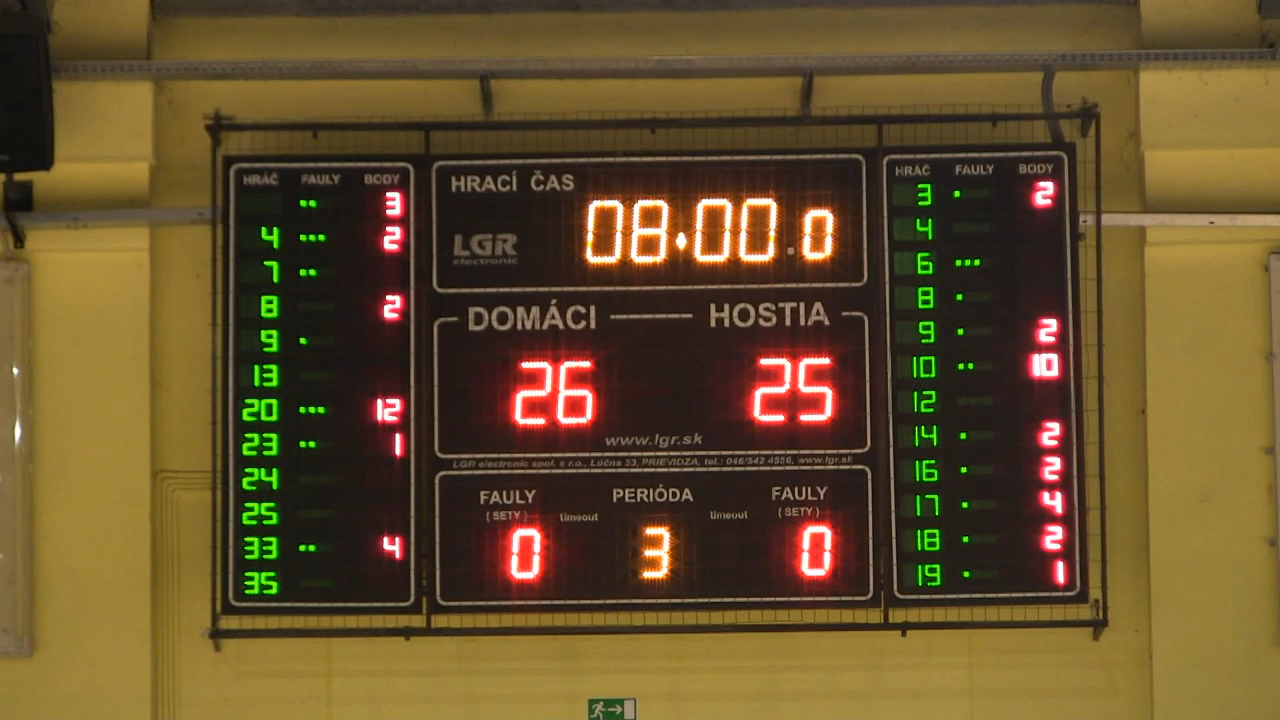 HRÁČ FAULY BODY
3
4 2
7
8 2
9
13
20 12
23 1
24
25
33 4
35
HRACÍ ČAS
08:00.0
LGR
electronic
DOMÁCI HOSTIA
26 25
www.lgr.sk
LGR electronic spol. s r.o., Lúčna 33, PRIEVIDZA, tel.: 046/542 4556, www.lgr.sk
FAULY PERIÓDA FAULY
( SETY ) timeout timeout ( SETY )
0 3 0
HRÁČ FAULY BODY
3 2
4
6
8
9 2
10 10
12
14 2
16 2
17 4
18 2
19 1